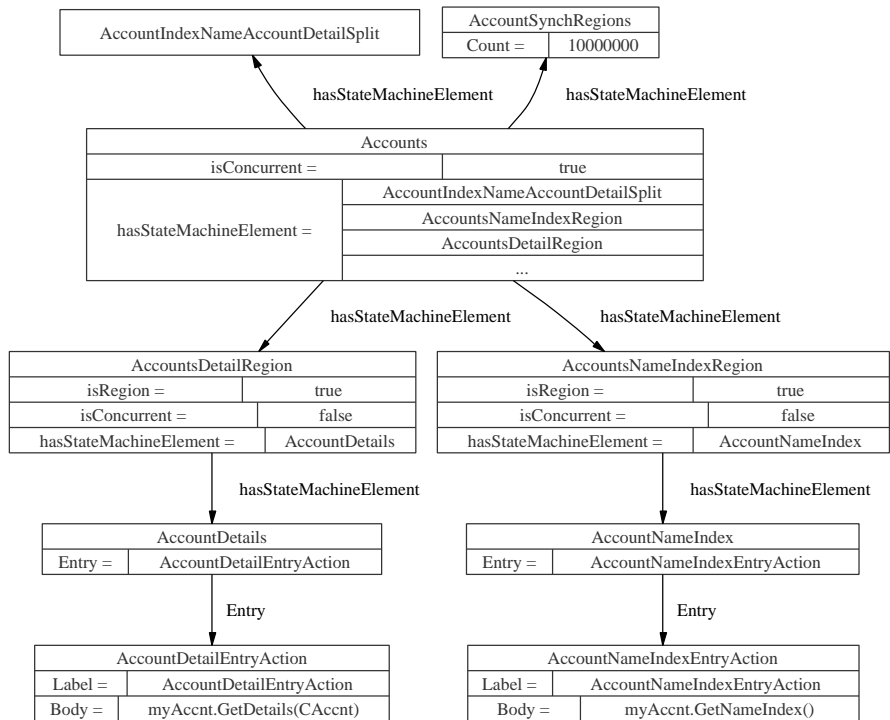 AccountIndexNameAccountDetailSplit
AccountSynchRegions
Count = 10000000
hasStateMachineElement hasStateMachineElement
Accounts
isConcurrent = true
hasStateMachineElement =
AccountIndexNameAccountDetailSplit
AccountsNameIndexRegion
AccountsDetailRegion
...
hasStateMachineElement hasStateMachineElement
AccountsDetailRegion
isRegion = true
isConcurrent = false
hasStateMachineElement = AccountDetails
AccountsNameIndexRegion
isRegion = true
isConcurrent = false
hasStateMachineElement = AccountNameIndex
hasStateMachineElement hasStateMachineElement
AccountDetails
Entry = AccountDetailEntryAction
AccountNameIndex
Entry = AccountNameIndexEntryAction
Entry Entry
AccountDetailEntryAction
Label = AccountDetailEntryAction
Body = myAccnt.GetDetails(CAccnt)
AccountNameIndexEntryAction
Label = AccountNameIndexEntryAction
Body = myAccnt.GetNameIndex()